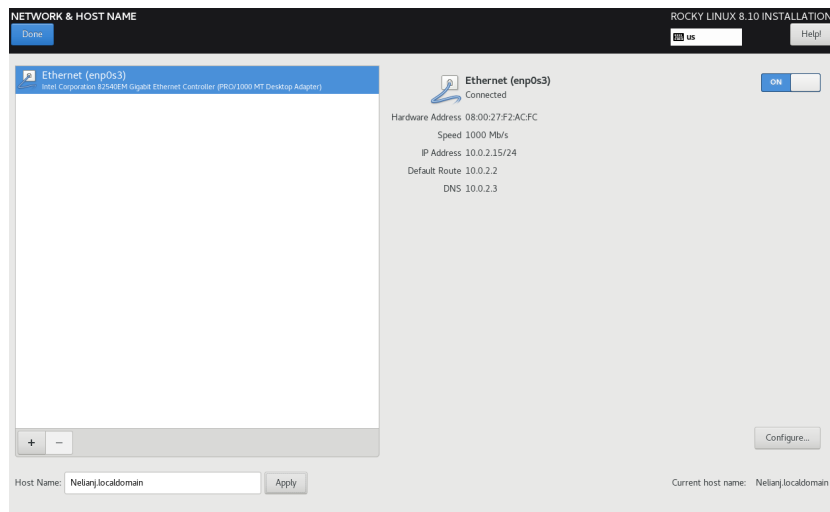 NETWORK & HOST NAME
ROCKY LINUX 8.10 INSTALLATION
Done
us
Help!
Ethernet (enp0s3)
Intel Corporation 82540EM Gigabit Ethernet Controller (PRO/1000 MT Desktop Adapter)
Ethernet (enp0s3)
Connected
ON
Hardware Address 08:00:27:F2:AC:FC
Speed 1000 Mb/s
IP Address 10.0.2.15/24
Default Route 10.0.2.2
DNS 10.0.2.3
+ −
Configure...
Host Name: Nelianj.localdomain Apply
Current host name: Nelianj.localdomain